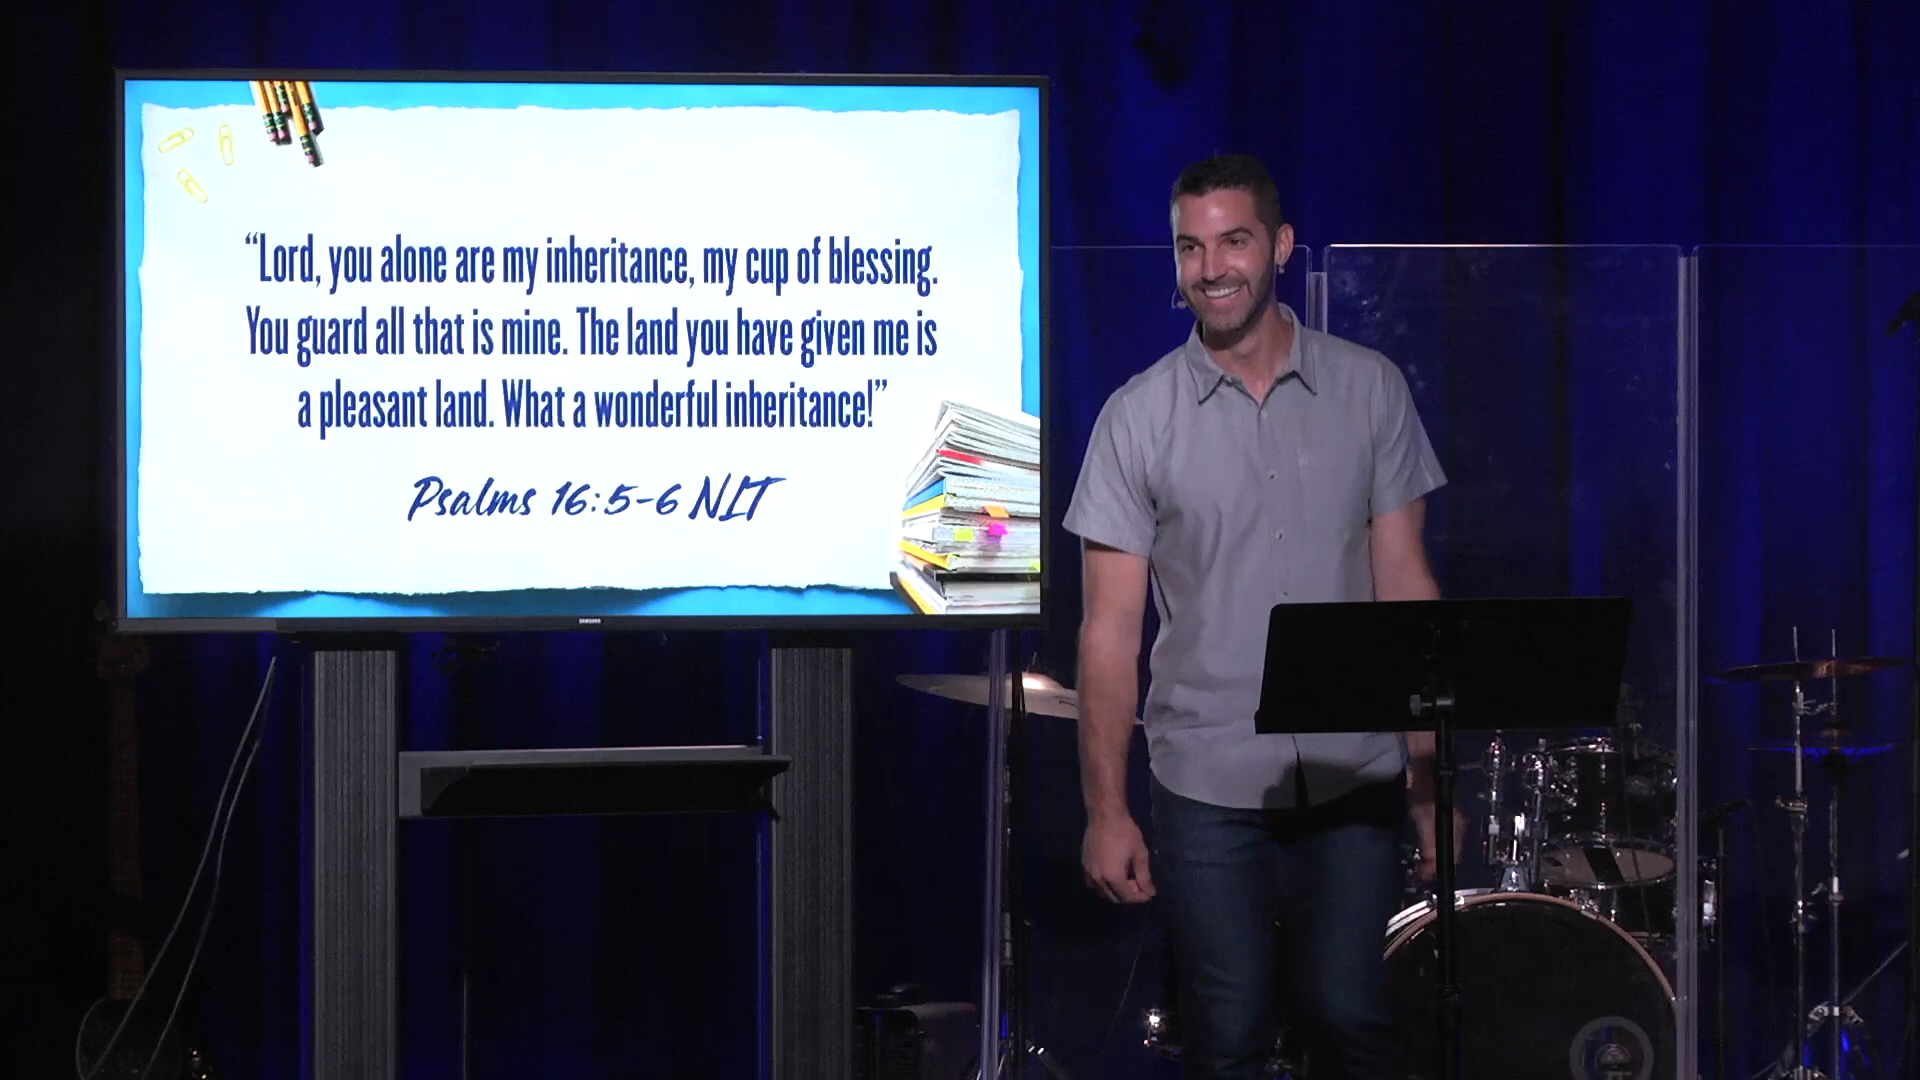 “Lord, you alone are my inheritance, my cup of blessing.
You guard all that is mine. The land you have given me is
a pleasant land. What a wonderful inheritance!”
Psalms 16:5-6 NLT
SAMSUNG